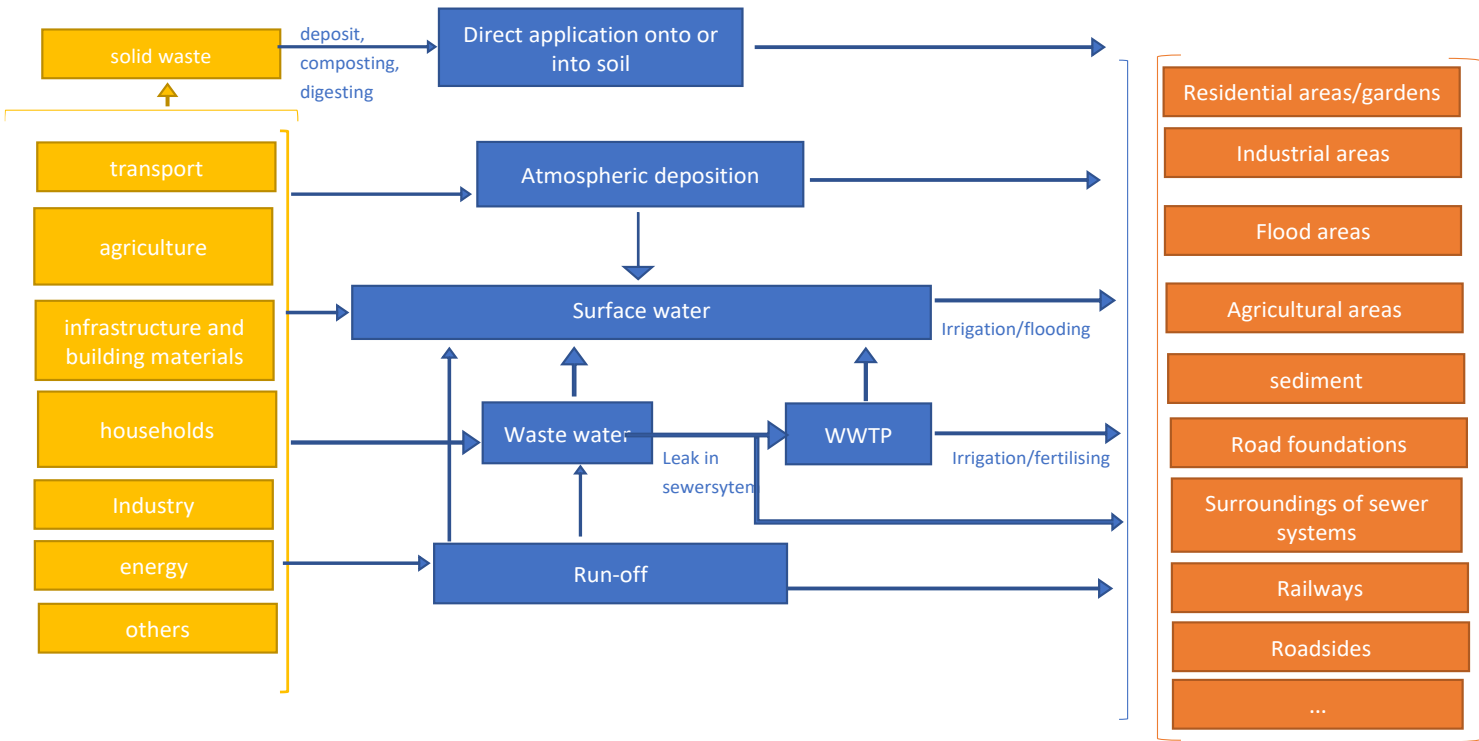 solid waste
deposit,
composting,
digesting
Direct application onto or
into soil
transport
agriculture
infrastructure and
building materials
households
Industry
energy
others
Atmospheric deposition
Surface water
Irrigation/flooding
Waste water
Leak in
sewersytem
WWTP
Irrigation/fertilising
Run-off
Residential areas/gardens
Industrial areas
Flood areas
Agricultural areas
sediment
Road foundations
Surroundings of sewer
systems
Railways
Roadsides
...